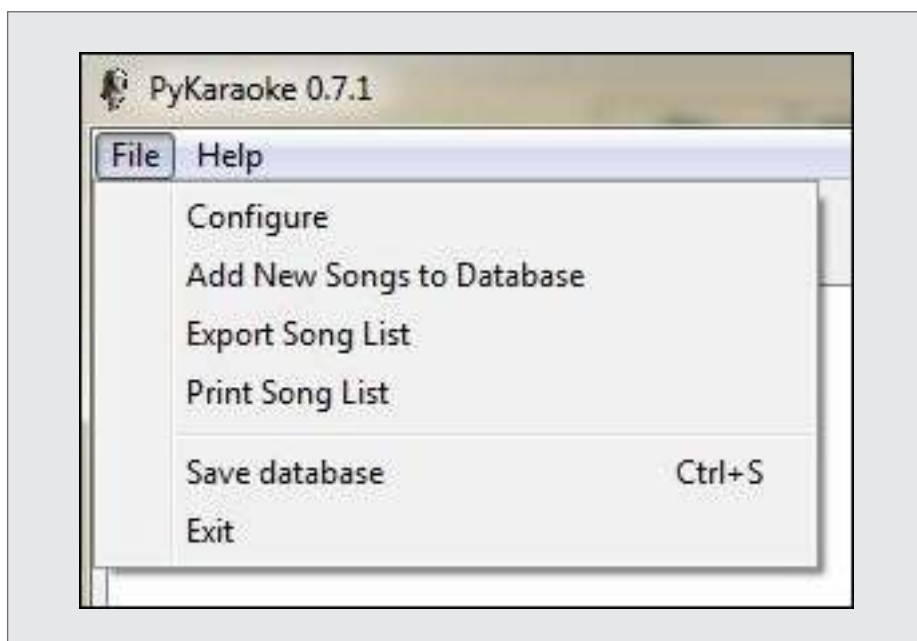 PyKaraoke 0.7.1
File Help
Configure
Add New Songs to Database
Export Song List
Print Song List
Save database Ctrl+S
Exit